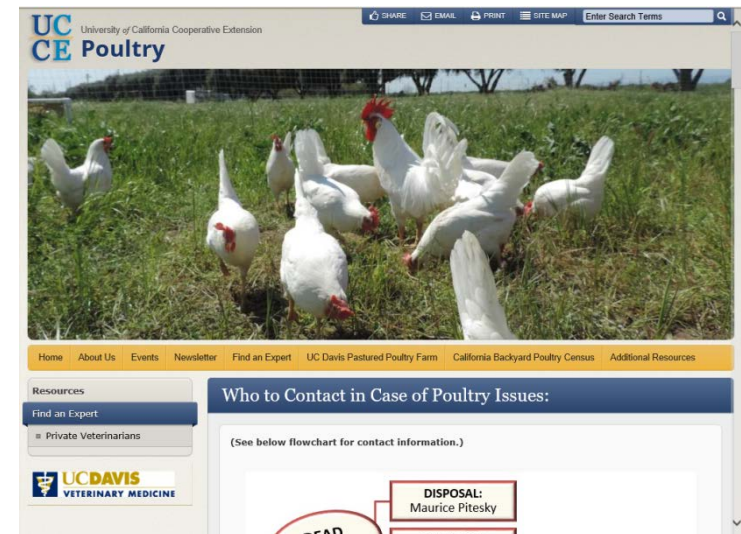 UC University of California Cooperative Extension
CE Poultry
SHARE EMAIL PRINT SITE MAP Enter Search Terms
Home About Us Events Newsletter Find an Expert UC Davis Pastured Poultry Farm California Backyard Poultry Census Additional Resources
Resources
Find an Expert
Private Veterinarians
UCDAVIS
VETERINARY MEDICINE
Who to Contact in Case of Poultry Issues:
(See below flowchart for contact information.)
DISPOSAL:
Maurice Pitesky